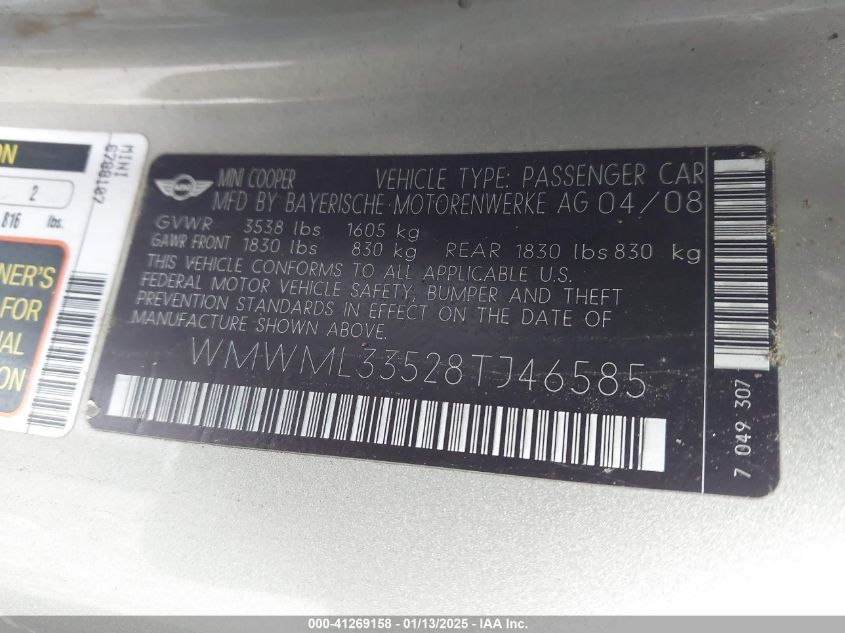 ON
2
816 lbs.
NER'S
FOR
AL
ION
MINI
6788107
MINI
MINI COOPER VEHICLE TYPE: PASSENGER CAR
MFD BY BAYERISCHE MOTORENWERKE AG 04/08
GVWR 3538 lbs 1605 kg
GAWR FRONT 1830 lbs 830 kg REAR 1830 lbs 830 kg
THIS VEHICLE CONFORMS TO ALL APPLICABLE U.S.
FEDERAL MOTOR VEHICLE SAFETY, BUMPER AND THEFT
PREVENTION STANDARDS IN EFFECT ON THE DATE OF
MANUFACTURE SHOWN ABOVE.
WMWML33528TJ46585
7 049 307
000-41269158 - 01/13/2025 - IAA Inc.